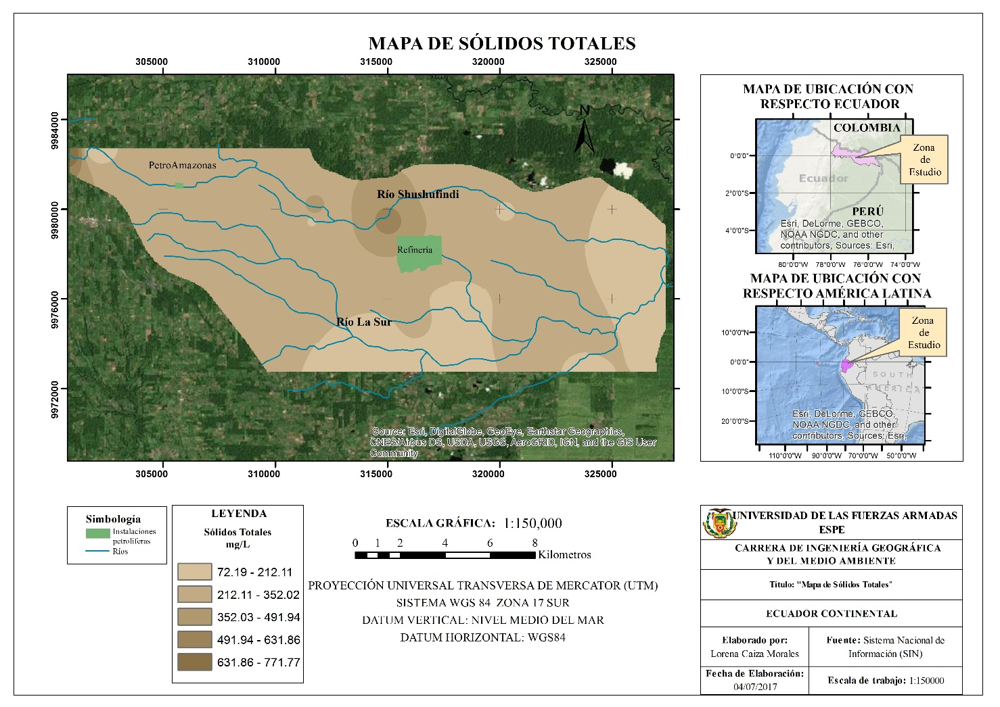 MAPA DE SÓLIDOS TOTALES
305000 310000 315000 320000 325000
9984000
9980000
9976000
9972000
N
PetroAmazonas
Río Shushufindi
Refinería
Río La Sur
Source: Esri, DigitalGlobe, GeoEye, Earthstar Geographics,
CNES/Airbus DS, USDA, USGS, AeroGRID, IGN, and the GIS User
Community
305000 310000 315000 320000 325000
MAPA DE UBICACIÓN CON
RESPECTO ECUADOR
COLOMBIA
Zona
de
Estudio
Ecuador
PERÚ
Esri, DeLorme, GEBCO,
NOAA NGDC, and other
contributors, Sources: Esri,
0°0'0"
2°0'0"S
4°0'0"S
80°0'0"W 78°0'0"W 76°0'0"W 74°0'0"W
MAPA DE UBICACIÓN CON
RESPECTO AMÉRICA LATINA
Zona
de
Estudio
10°0'0"N
0°0'0"
10°0'0"S
20°0'0"S
SOUTH
AMERICA
Esri, DeLorme, GEBCO,
NOAA NGDC, and other
contributors, Sources: Esri,
110°0'0"W 90°0'0"W 70°0'0"W 50°0'0"W
Simbología
Instalaciones
petroliferas
Ríos
LEYENDA
Sólidos Totales
mg/L
72.19 - 212.11
212.11 - 352.02
352.03 - 491.94
491.94 - 631.86
631.86 - 771.77
ESCALA GRÁFICA: 1:150,000
0 1 2 4 6 8
Kilometros
PROYECCIÓN UNIVERSAL TRANSVERSA DE MERCATOR (UTM)
SISTEMA WGS 84 ZONA 17 SUR
DATUM VERTICAL: NIVEL MEDIO DEL MAR
DATUM HORIZONTAL: WGS84
UNIVERSIDAD DE LAS FUERZAS ARMADAS
ESPE
CARRERA DE INGENIERÍA GEOGRÁFICA
Y DEL MEDIO AMBIENTE
Titulo: "Mapa de Sólidos Totales"
ECUADOR CONTINENTAL
Elaborado por:
Lorena Caiza Morales
Fuente: Sistema Nacional de
Información (SIN)
Fecha de Elaboración:
04/07/2017
Escala de trabajo: 1:150000